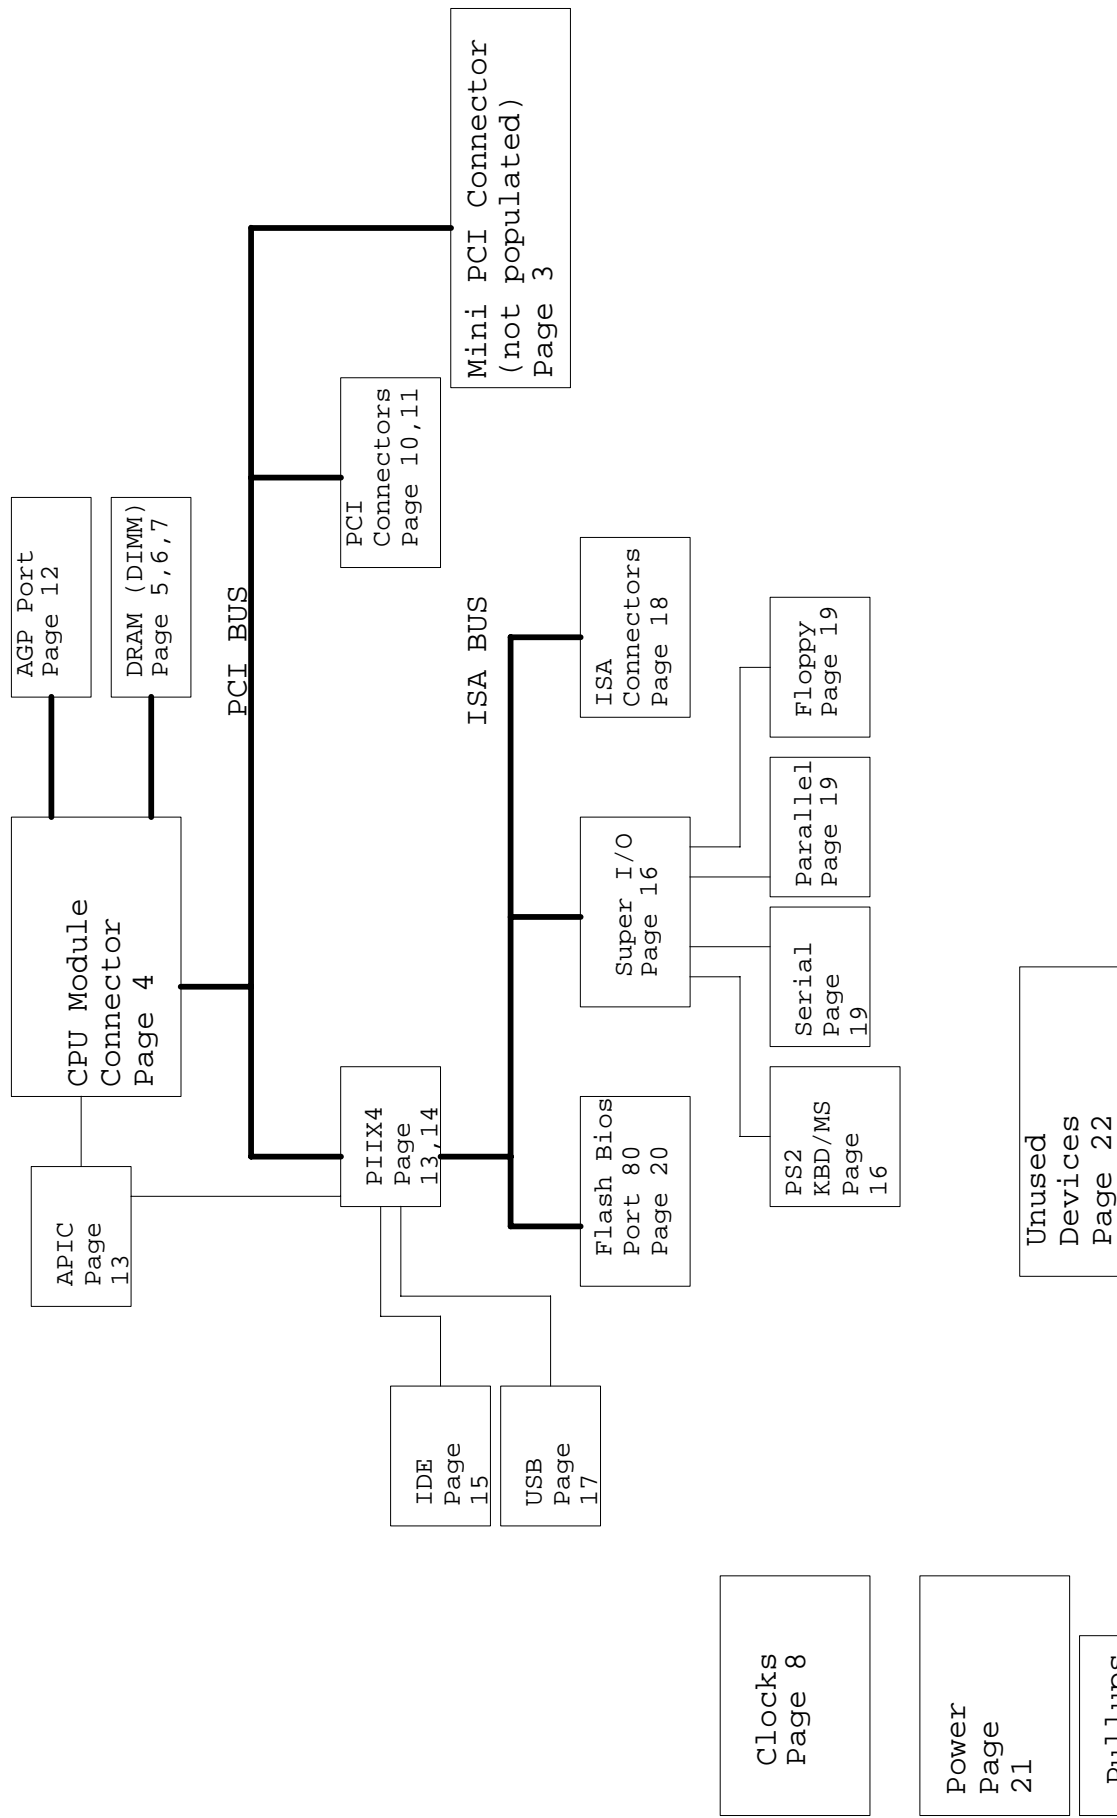 AGP Port
Page 12
DRAM (DIMM)
Page 5,6,7
CPU Module
Connector
Page 4
APIC
Page
13
PCI BUS
Mini PCI Connector
(not populated)
Page 3
PCI
Connectors
Page 10,11
PIIX4
Page
13,14
IDE
Page
15
USB
Page
17
ISA BUS
ISA
Connectors
Page 18
Super I/O
Page 16
Flash Bios
Port 80
Page 20
Floppy
Page 19
Parallel
Page 19
Serial
Page
19
PS2
KBD/MS
Page
16
Clocks
Page 8
Power
Page
21
Unused
Devices
Page 22
Pullups